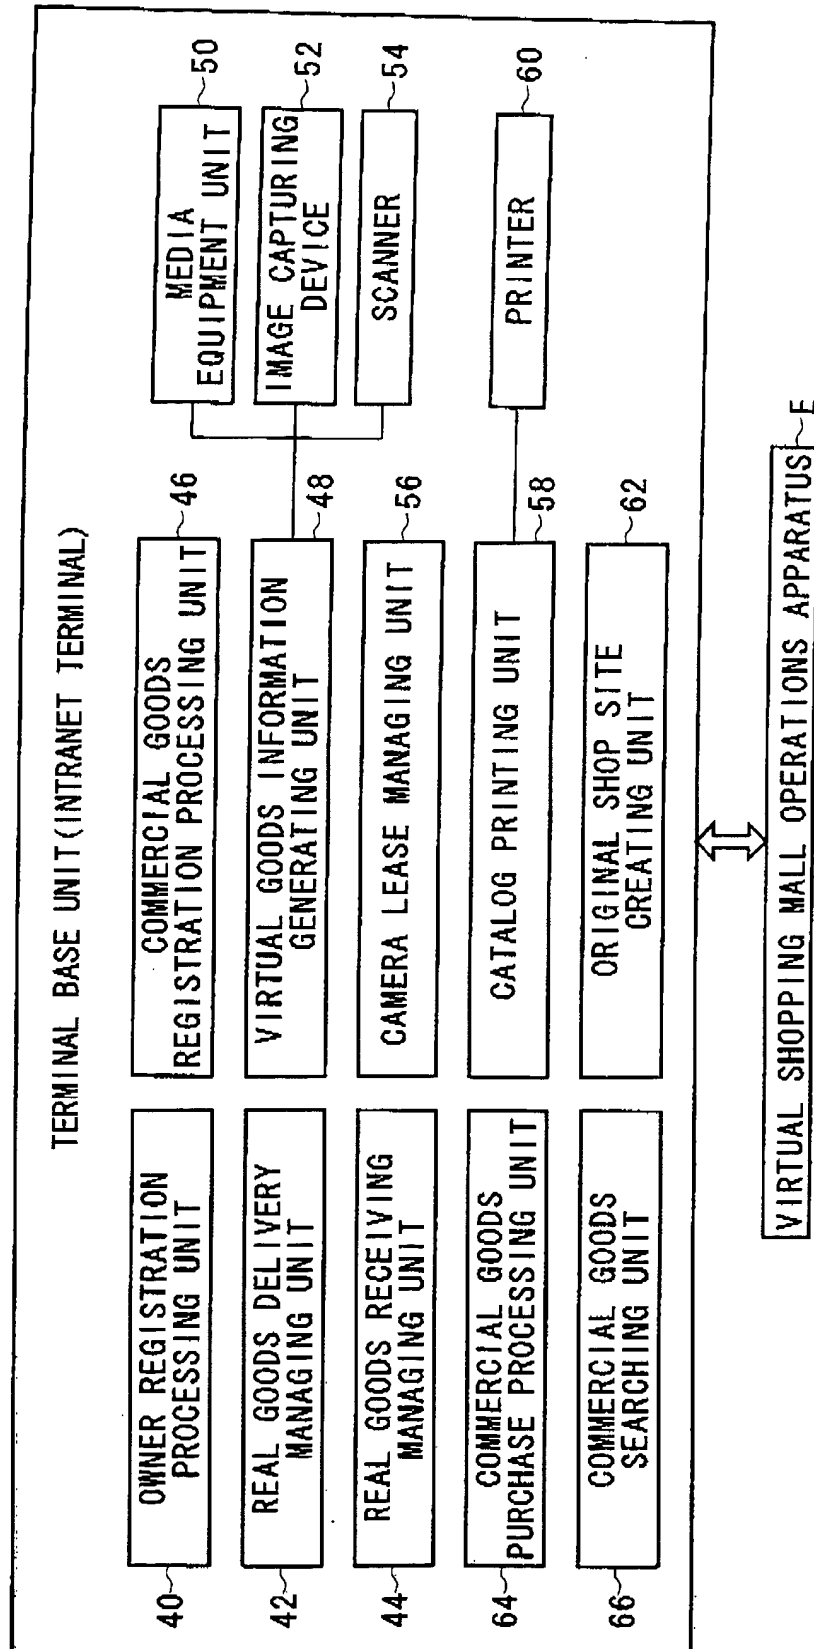 TERMINAL BASE UNIT(INTRANET TERMINAL)
40
OWNER REGISTRATION
PROCESSING UNIT
COMMERCIAL GOODS
REGISTRATION PROCESSING UNIT
46
MEDIA
EQUIPMENT UNIT
50
42
REAL GOODS DELIVERY
MANAGING UNIT
VIRTUAL GOODS INFORMATION
GENERATING UNIT
48
IMAGE CAPTURING
DEVICE
52
44
REAL GOODS RECEIVING
MANAGING UNIT
CAMERA LEASE MANAGING UNIT
56
SCANNER
54
64
COMMERCIAL GOODS
PURCHASE PROCESSING UNIT
CATALOG PRINTING UNIT
58
PRINTER
60
66
COMMERCIAL GOODS
SEARCHING UNIT
ORIGINAL SHOP SITE
CREATING UNIT
62
VIRTUAL SHOPPING MALL OPERATIONS APPARATUS